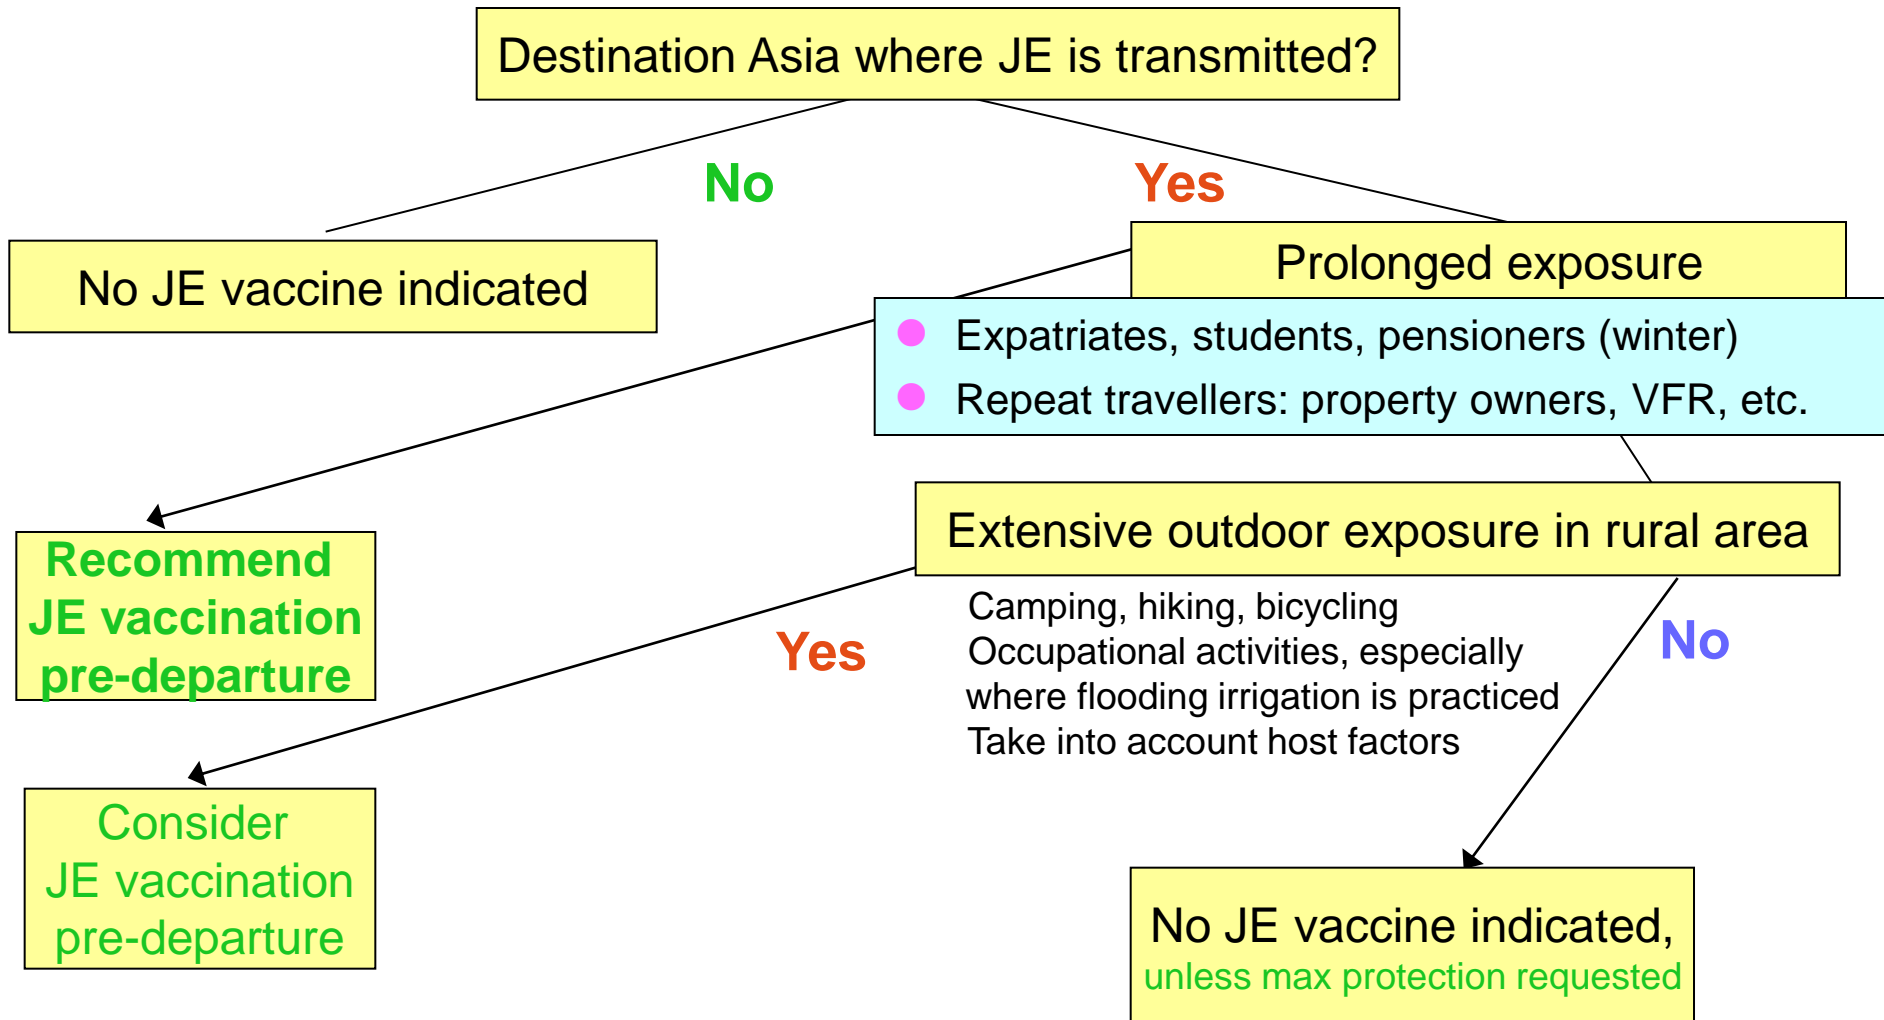 Destination Asia where JE is transmitted?
No
Yes
No JE vaccine indicated
Prolonged exposure
Expatriates, students, pensioners (winter)
Repeat travellers: property owners, VFR, etc.
Extensive outdoor exposure in rural area
Recommend
JE vaccination
pre-departure
Yes
Camping, hiking, bicycling
Occupational activities, especially
where flooding irrigation is practiced
Take into account host factors
No
Consider
JE vaccination
pre-departure
No JE vaccine indicated,
unless max protection requested